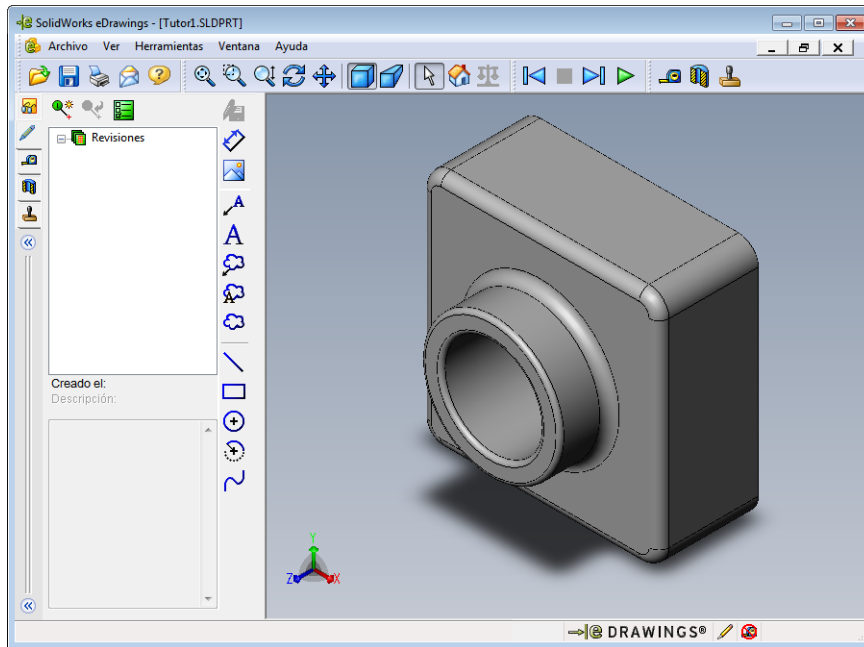 SolidWorks eDrawings - [Tutor1.SLDPRT]
Archivo Ver Herramientas Ventana Ayuda
Revisiones
A
A
A
Creado el:
Descripción:
Y
Z X
e DRAWINGS®